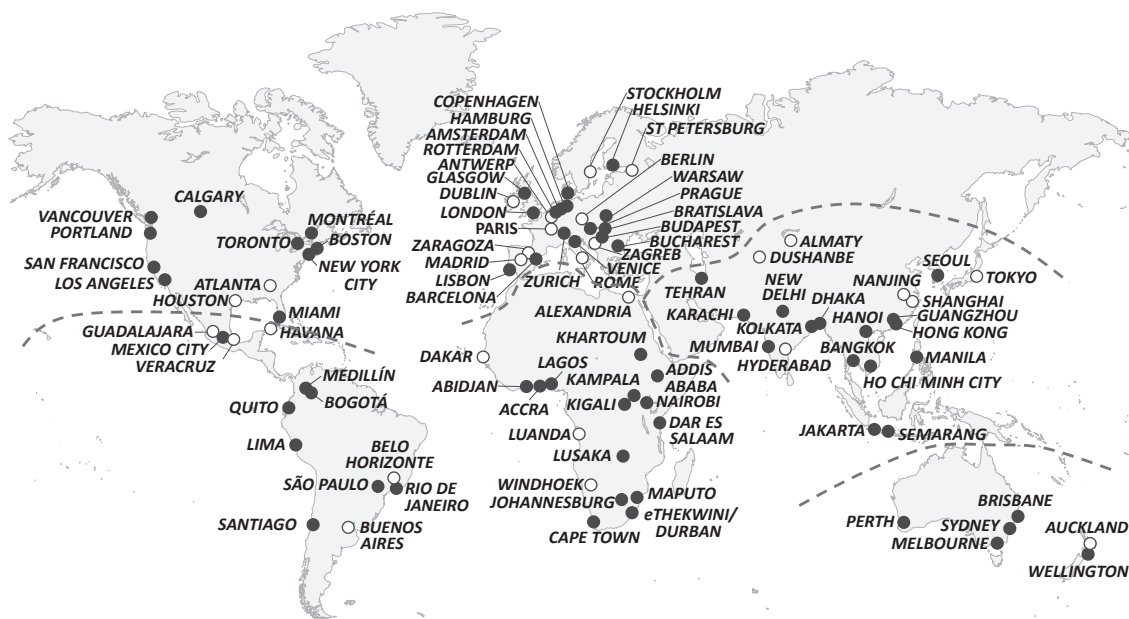 COPENHAGEN
HAMBURG
AMSTERDAM
ROTTERDAM
ANTWERP
GLASGOW
DUBLIN
LONDON
PARIS
ZARAGOZA
MADRID
LISBON
BARCELONA
STOCKHOLM
HELSINKI
ST PETERSBURG
BERLIN
WARSAW
PRAGUE
BRATISLAVA
BUDAPEST
BUCHAREST
ZAGREB
VENICE
ROME
ZURICH
CALGARY
VANCOUVER
PORTLAND
MONTRÉAL
TORONTO
BOSTON
NEW YORK
CITY
SAN FRANCISCO
LOS ANGELES
ATLANTA
HOUSTON
MIAMI
HAVANA
GUADALAJARA
MEXICO CITY
VERACRUZ
MEDELLÍN
BOGOTÁ
QUITO
LIMA
BELO
HORIZONTE
SÃO PAULO
RIO DE
JANEIRO
SANTIAGO
BUENOS
AIRES
ALEXANDRIA
KHARTOUM
DAKAR
LAGOS
ABIDJAN
ACCRA
KAMPALA
ADDIS
ABABA
KIGALI
NAIROBI
DAR ES
SALAAM
LUANDA
LUSAKA
WINDHOEK
JOHANNESBURG
MAPUTO
eTHEKWINI/
DURBAN
CAPE TOWN
ALMATY
DUSHANBE
TEHRAN
NEW
DELHI
KARACHI
DHAKA
KOLKATA
MUMBAI
HYDERABAD
SEOUL
TOKYO
NANJING
SHANGHAI
GUANGZHOU
HONG KONG
HANOI
BANGKOK
MANILA
HO CHI MINH CITY
JAKARTA
SEMARANG
PERTH
BRISBANE
SYDNEY
MELBOURNE
AUCKLAND
WELLINGTON